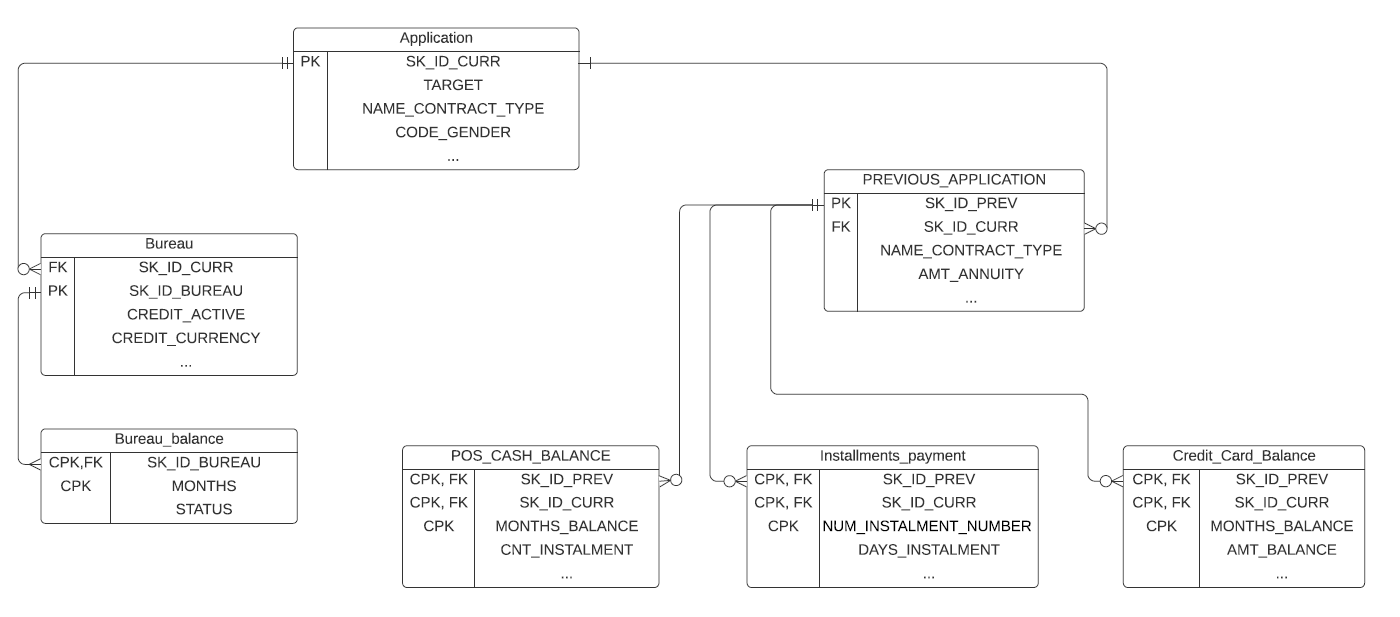 Application
PK SK_ID_CURR
TARGET
NAME_CONTRACT_TYPE
CODE_GENDER
...
PREVIOUS_APPLICATION
PK SK_ID_PREV
FK SK_ID_CURR
NAME_CONTRACT_TYPE
AMT_ANNUITY
...
Bureau
FK SK_ID_CURR
PK SK_ID_BUREAU
CREDIT_ACTIVE
CREDIT_CURRENCY
...
Bureau_balance
CPK,FK SK_ID_BUREAU
CPK MONTHS
STATUS
POS_CASH_BALANCE
CPK, FK SK_ID_PREV
CPK, FK SK_ID_CURR
CPK MONTHS_BALANCE
CNT_INSTALMENT
...
Installments_payment
CPK, FK SK_ID_PREV
CPK, FK SK_ID_CURR
CPK NUM_INSTALMENT_NUMBER
DAYS_INSTALMENT
...
Credit_Card_Balance
CPK, FK SK_ID_PREV
CPK, FK SK_ID_CURR
CPK MONTHS_BALANCE
AMT_BALANCE
...